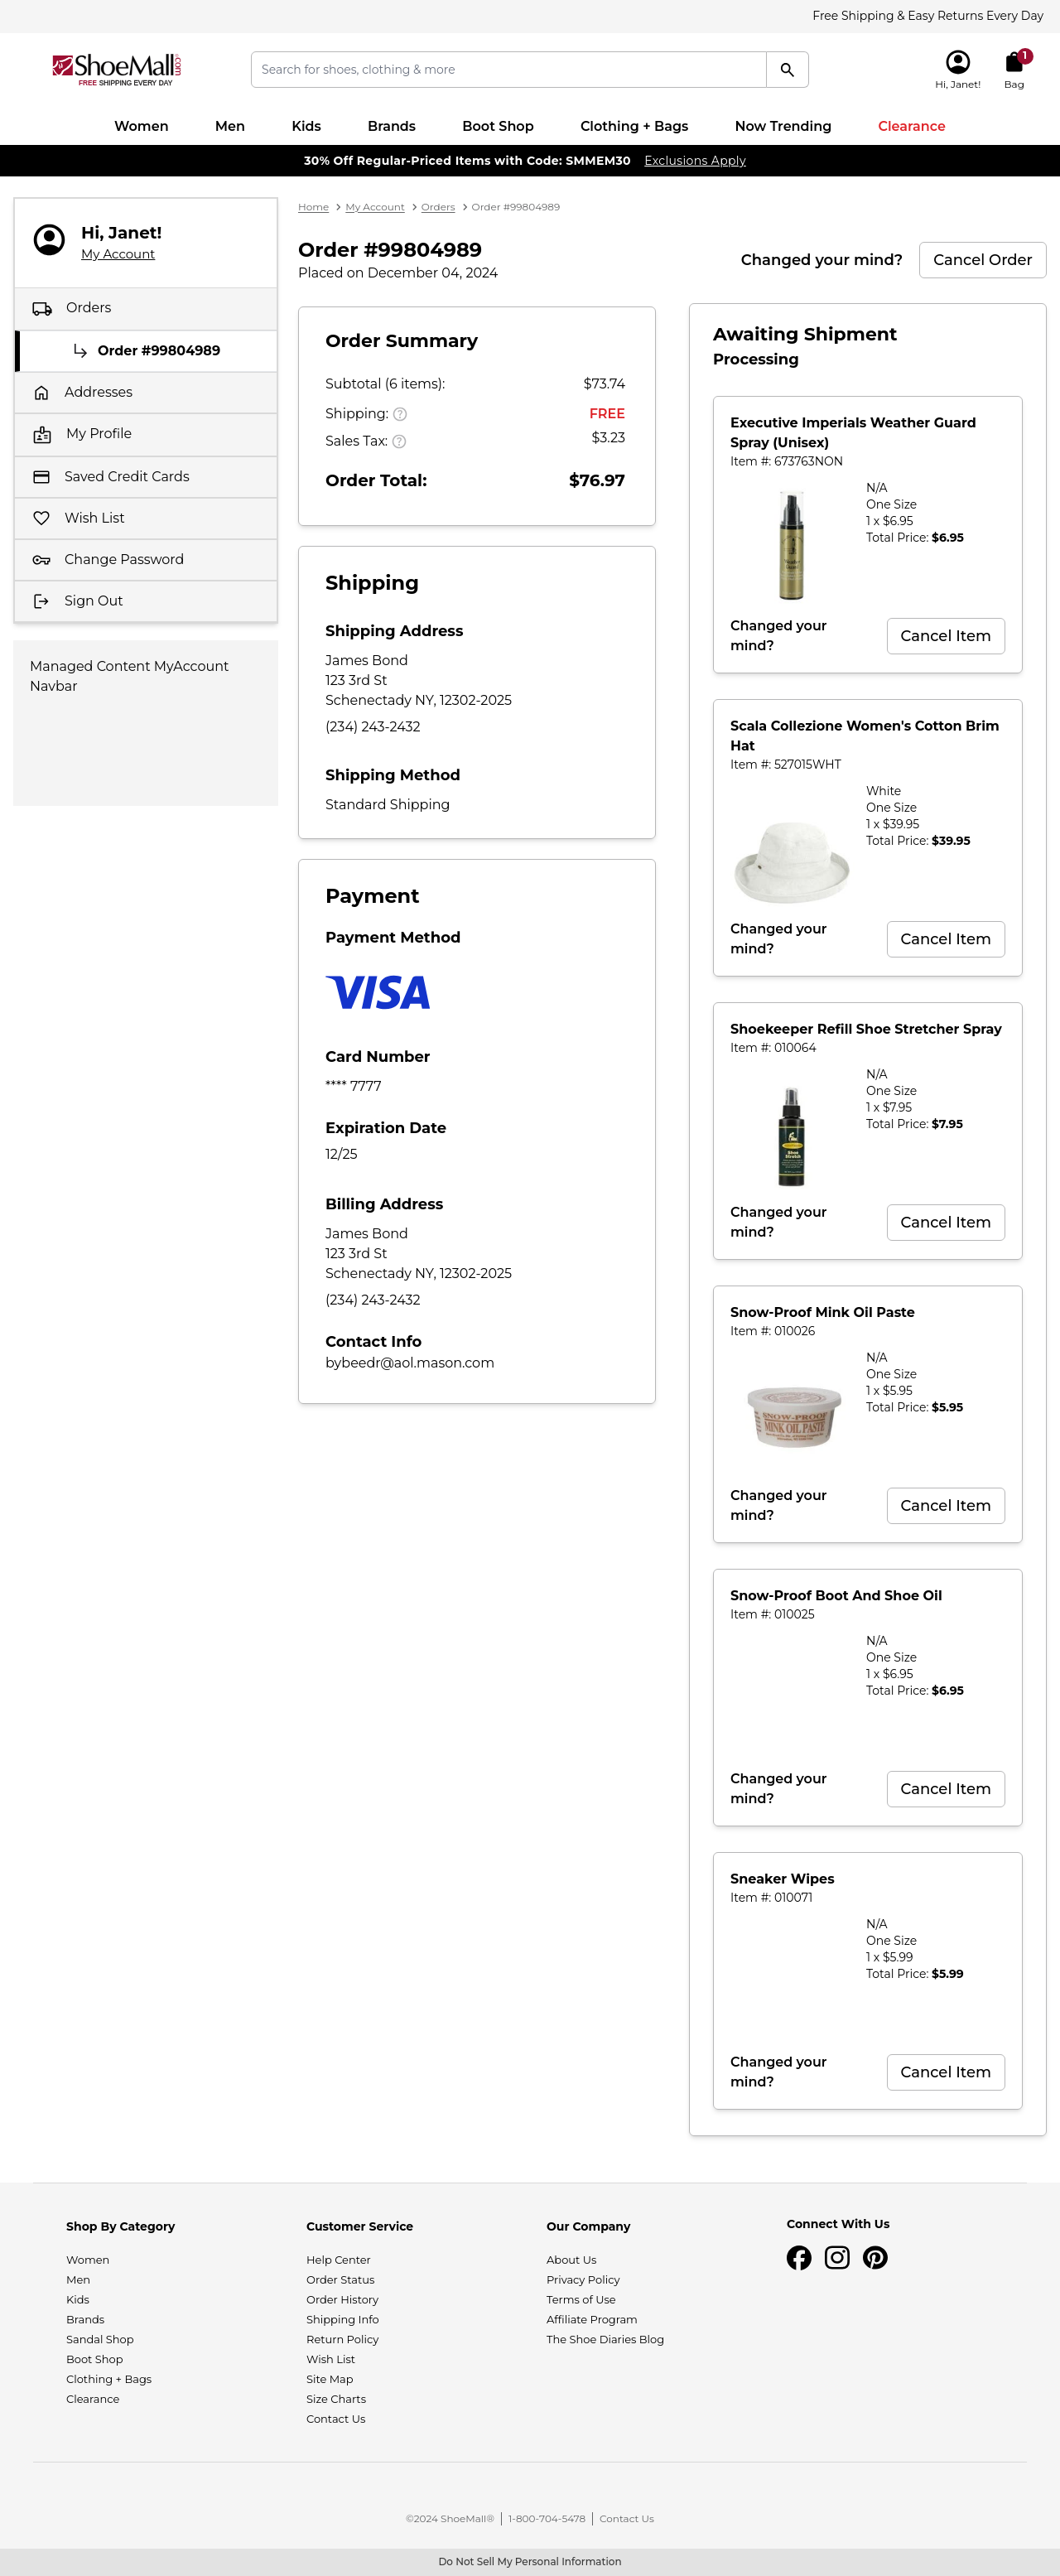 Free Shipping & Easy Returns Every Day
ShoeMall.com
FREE SHIPPING EVERY DAY
Search for shoes, clothing & more
Hi, Janet!
1
Bag
Women
Men
Kids
Brands
Boot Shop
Clothing + Bags
Now Trending
Clearance
30% Off Regular-Priced Items with Code: SMMEM30 Exclusions Apply
Hi, Janet!
My Account
Orders
Order #99804989
Addresses
My Profile
Saved Credit Cards
Wish List
Change Password
Sign Out
Managed Content MyAccount
Navbar
Home > My Account > Orders > Order #99804989
Order #99804989
Placed on December 04, 2024
Changed your mind?
Cancel Order
Order Summary
Subtotal (6 items): $73.74
Shipping: ? FREE
Sales Tax: ? $3.23
Order Total: $76.97
Shipping
Shipping Address
James Bond
123 3rd St
Schenectady NY, 12302-2025
(234) 243-2432
Shipping Method
Standard Shipping
Payment
Payment Method
VISA
Card Number
**** 7777
Expiration Date
12/25
Billing Address
James Bond
123 3rd St
Schenectady NY, 12302-2025
(234) 243-2432
Contact Info
bybeedr@aol.mason.com
Awaiting Shipment
Processing
Executive Imperials Weather Guard
Spray (Unisex)
Item #: 673763NON
N/A
One Size
1 x $6.95
Total Price: $6.95
Changed your
mind?
Cancel Item
Scala Collezione Women's Cotton Brim
Hat
Item #: 527015WHT
White
One Size
1 x $39.95
Total Price: $39.95
Changed your
mind?
Cancel Item
Shoekeeper Refill Shoe Stretcher Spray
Item #: 010064
N/A
One Size
1 x $7.95
Total Price: $7.95
Shoe
Stretch
Changed your
mind?
Cancel Item
Snow-Proof Mink Oil Paste
Item #: 010026
N/A
One Size
1 x $5.95
Total Price: $5.95
SNOW-PROOF
MINK OIL PASTE
Changed your
mind?
Cancel Item
Snow-Proof Boot And Shoe Oil
Item #: 010025
N/A
One Size
1 x $6.95
Total Price: $6.95
Changed your
mind?
Cancel Item
Sneaker Wipes
Item #: 010071
N/A
One Size
1 x $5.99
Total Price: $5.99
Changed your
mind?
Cancel Item
Shop By Category
Women
Men
Kids
Brands
Sandal Shop
Boot Shop
Clothing + Bags
Clearance
Customer Service
Help Center
Order Status
Order History
Shipping Info
Return Policy
Wish List
Site Map
Size Charts
Contact Us
Our Company
About Us
Privacy Policy
Terms of Use
Affiliate Program
The Shoe Diaries Blog
Connect With Us
©2024 ShoeMall® | 1-800-704-5478 | Contact Us
Do Not Sell My Personal Information